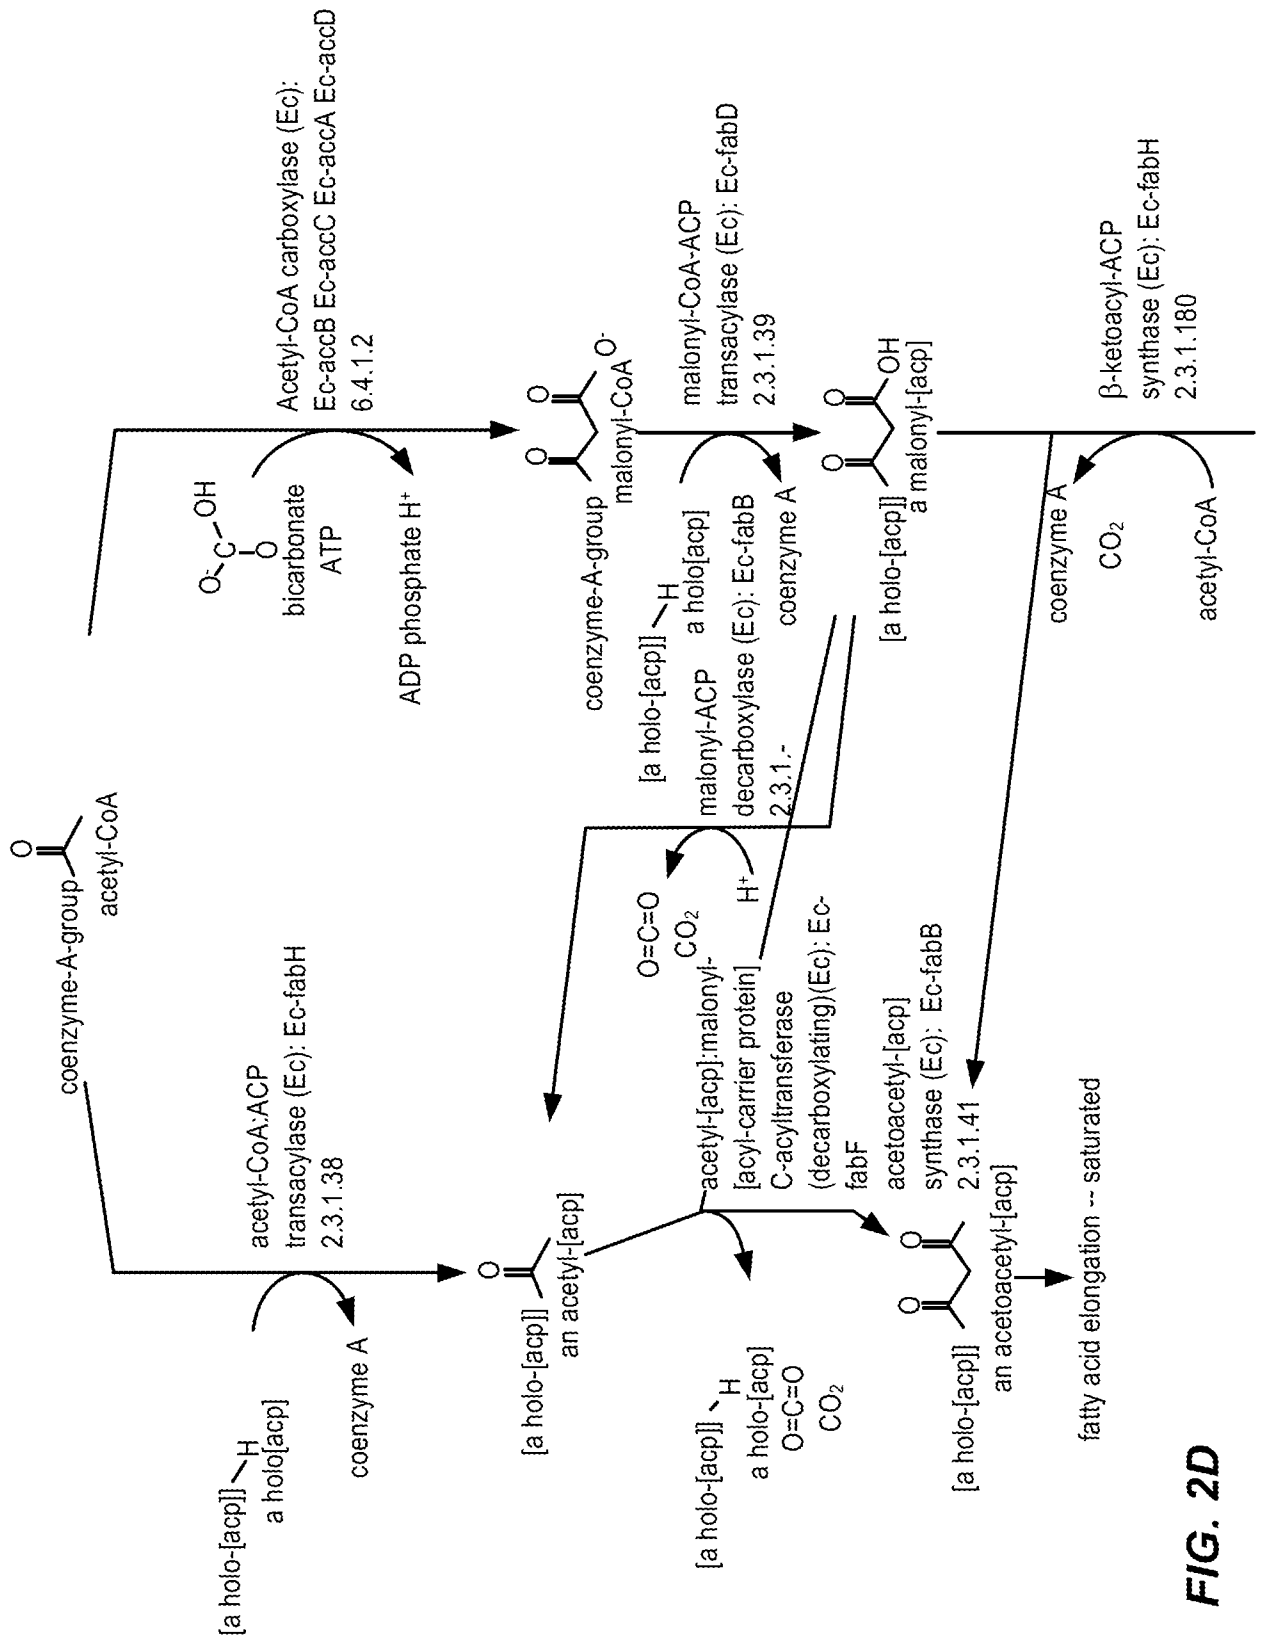 O
coenzyme-A-group
acetyl-CoA
[a holo-[acp]]
H
a holo[acp]
coenzyme A
acetyl-CoA:ACP
transacylase (Ec): Ec-fabH
2.3.1.38
O-
C
OH
O
bicarbonate
ATP
ADP phosphate H+
Acetyl-CoA carboxylase (Ec):
Ec-accB Ec-accC Ec-accA Ec-accD
6.4.1.2
O
O
O-
coenzyme-A-group
malonyl-CoA
[a holo-[acp]]
H
a holo[acp]
coenzyme A
malonyl-CoA-ACP
transacylase (Ec): Ec-fabD
2.3.1.39
malonyl-ACP
decarboxylase (Ec): Ec-fabB
2.3.1.-
O=C=O
CO2
H+
O
[a holo-[acp]]
an acetyl-[acp]
O
O
OH
[a holo-[acp]]
a malonyl-[acp]
acetyl-[acp]:malonyl-
[acyl-carrier protein]
C-acyltransferase
(decarboxylating)(Ec): Ec-
fabF
[a holo-[acp]]
H
a holo-[acp]
O=C=O
CO2
acetoacetyl-[acp]
synthase (Ec): Ec-fabB
2.3.1.41
coenzyme A
CO2
acetyl-CoA
β-ketoacyl-ACP
synthase (Ec): Ec-fabH
2.3.1.180
O
O
[a holo-[acp]]
an acetoacetyl-[acp]
fatty acid elongation -- saturated
FIG. 2D